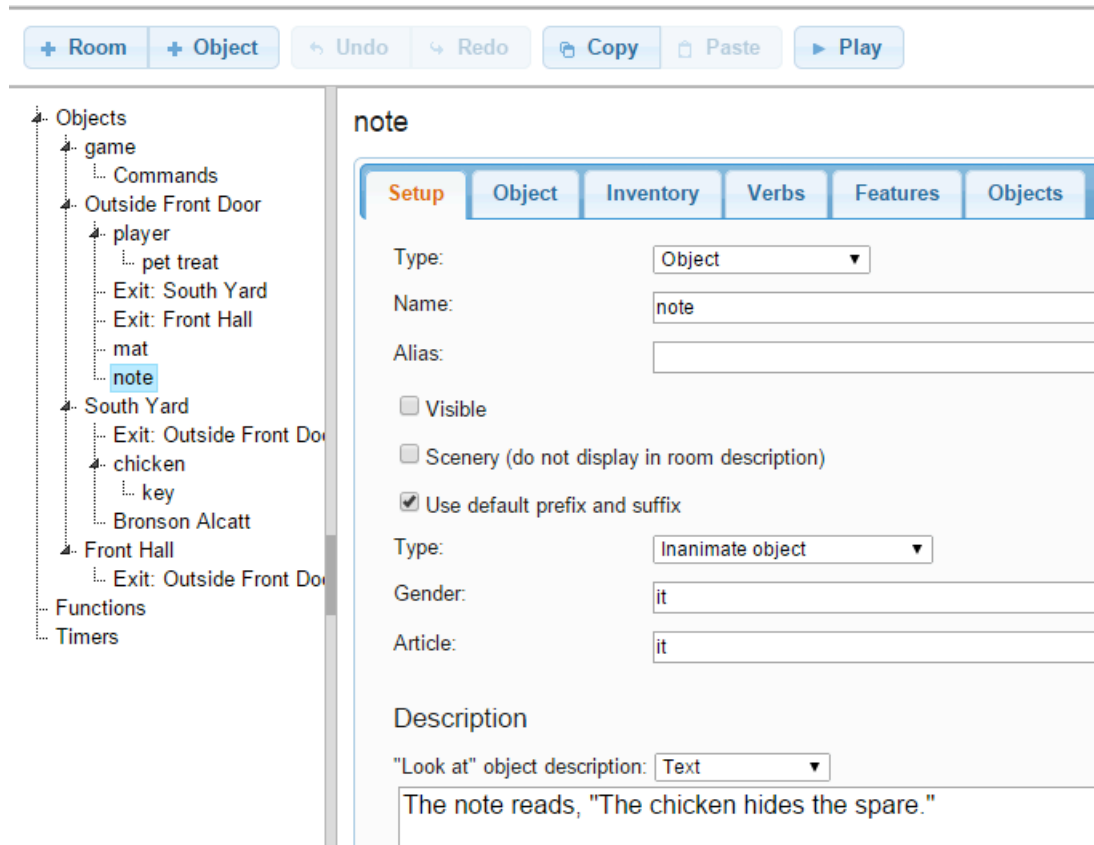 + Room + Object Undo Redo Copy Paste Play
Objects
game
Commands
Outside Front Door
player
pet treat
Exit: South Yard
Exit: Front Hall
mat
note
South Yard
Exit: Outside Front Doo
chicken
key
Bronson Alcatt
Front Hall
Exit: Outside Front Doo
Functions
Timers
note
Setup Object Inventory Verbs Features Objects
Type: Object
Name: note
Alias:
Visible
Scenery (do not display in room description)
Use default prefix and suffix
Type: Inanimate object
Gender: it
Article: it
Description
"Look at" object description: Text
The note reads, "The chicken hides the spare."